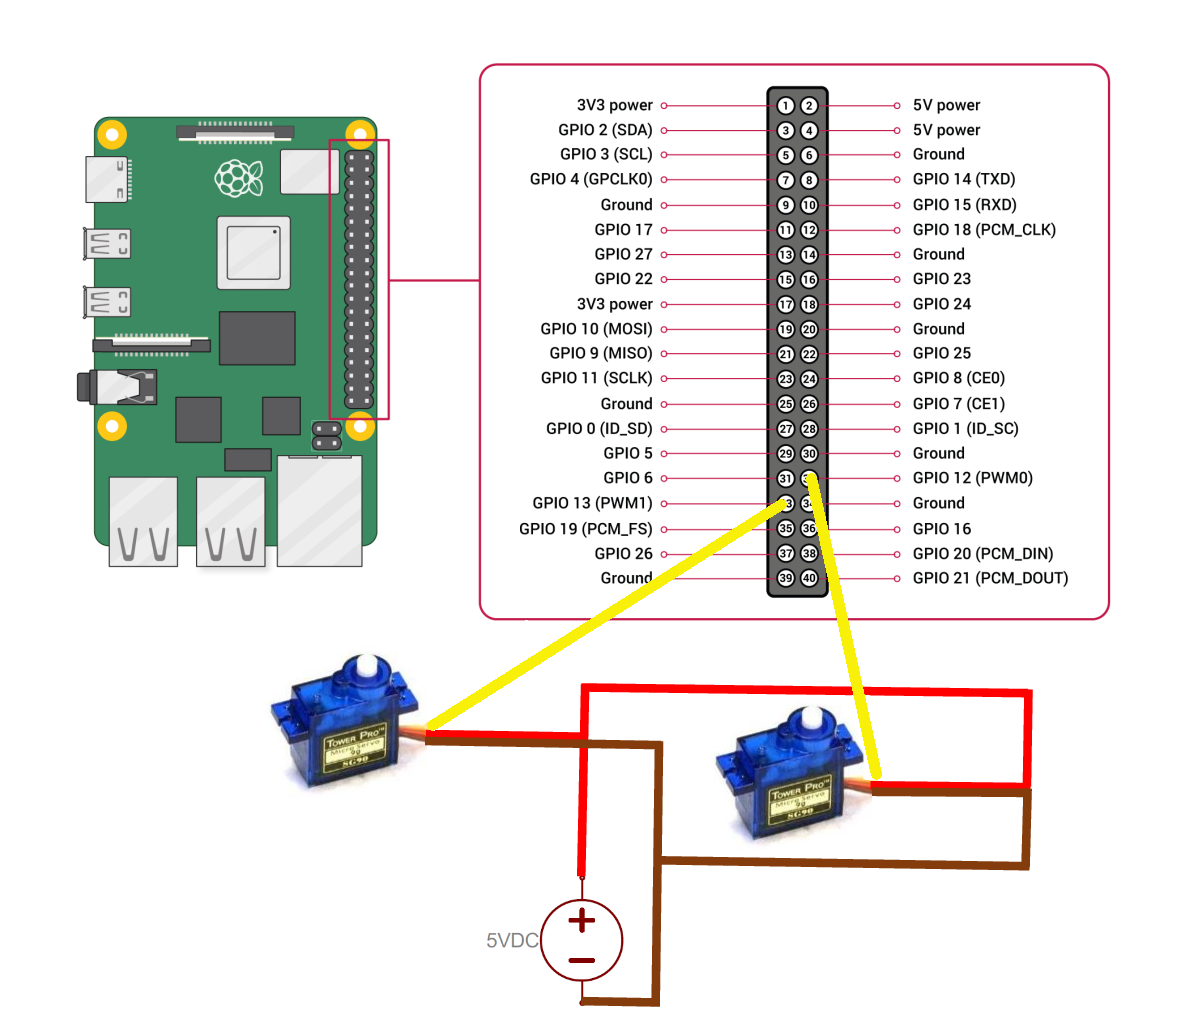 3V3 power 1 2 5V power
GPIO 2 (SDA) 3 4 5V power
GPIO 3 (SCL) 5 6 Ground
GPIO 4 (GPCLK0) 7 8 GPIO 14 (TXD)
Ground 9 10 GPIO 15 (RXD)
GPIO 17 11 12 GPIO 18 (PCM_CLK)
GPIO 27 13 14 Ground
GPIO 22 15 16 GPIO 23
3V3 power 17 18 GPIO 24
GPIO 10 (MOSI) 19 20 Ground
GPIO 9 (MISO) 21 22 GPIO 25
GPIO 11 (SCLK) 23 24 GPIO 8 (CE0)
Ground 25 26 GPIO 7 (CE1)
GPIO 0 (ID_SD) 27 28 GPIO 1 (ID_SC)
GPIO 5 29 30 Ground
GPIO 6 31 GPIO 12 (PWM0)
GPIO 13 (PWM1) Ground
GPIO 19 (PCM_FS) 35 36 GPIO 16
GPIO 26 37 38 GPIO 20 (PCM_DIN)
Ground 39 40 GPIO 21 (PCM_DOUT)
TOWER PRO™
Micro Servo
99
SG90
TOWER PRO™
Micro Servo
99
SG90
5VDC